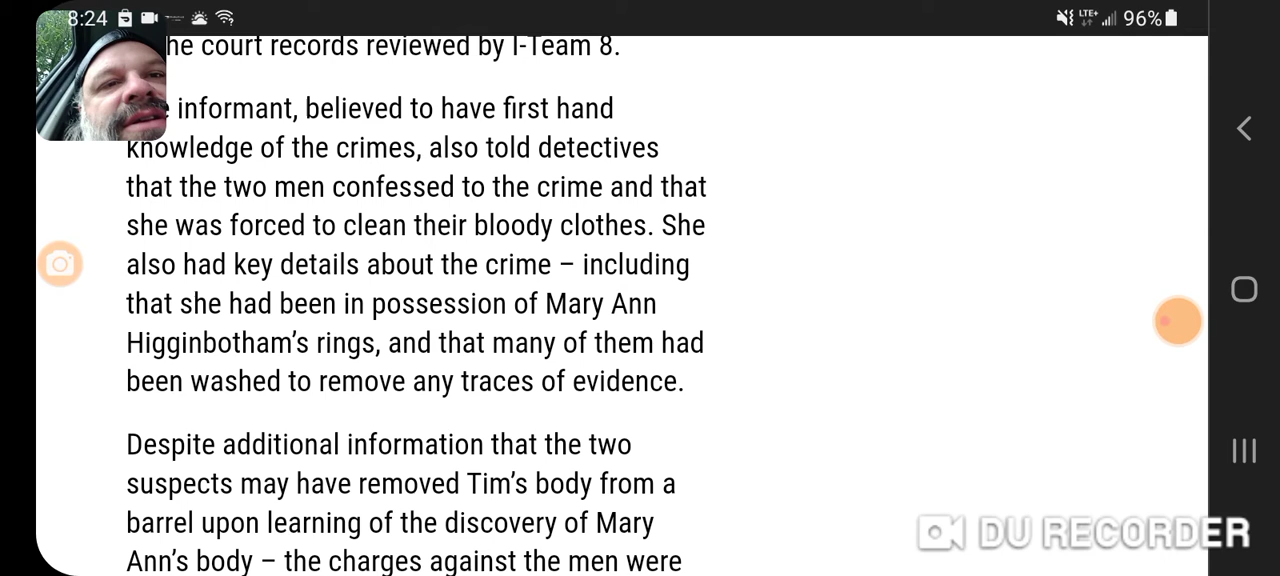 8:24
LTE+
96%
he court records reviewed by I-Team 8.
informant, believed to have first hand
knowledge of the crimes, also told detectives
that the two men confessed to the crime and that
she was forced to clean their bloody clothes. She
also had key details about the crime – including
that she had been in possession of Mary Ann
Higginbotham’s rings, and that many of them had
been washed to remove any traces of evidence.
Despite additional information that the two
suspects may have removed Tim’s body from a
barrel upon learning of the discovery of Mary
Ann’s body – the charges against the men were
DU RECORDER